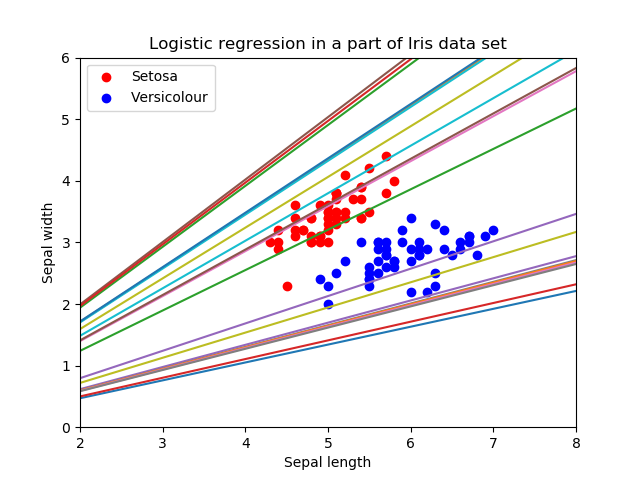 Logistic regression in a part of Iris data set
Setosa
Versicolour
Sepal width
6
5
4
3
2
1
0
2 3 4 5 6 7 8
Sepal length